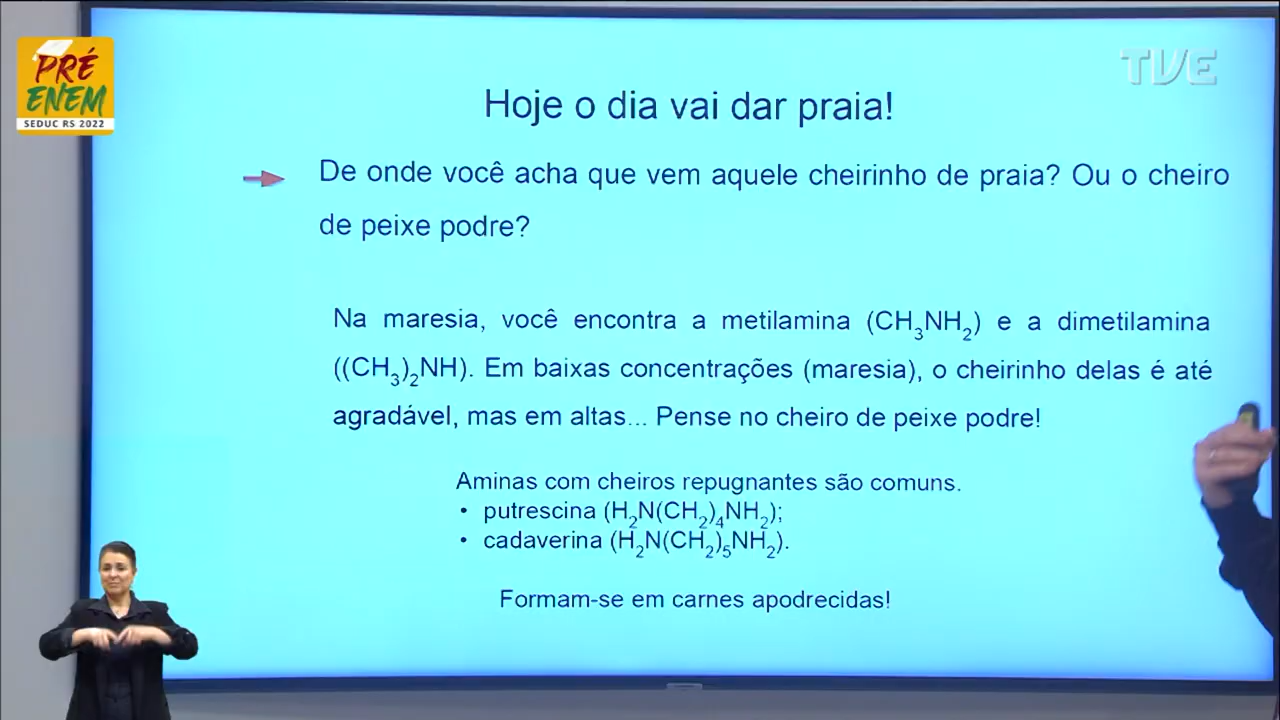 PRÉ
ENEM
SEDUC RS 2022
TVE
Hoje o dia vai dar praia!
De onde você acha que vem aquele cheirinho de praia? Ou o cheiro
de peixe podre?
Na maresia, você encontra a metilamina (CH₃NH₂) e a dimetilamina
((CH₃)₂NH). Em baixas concentrações (maresia), o cheirinho delas é até
agradável, mas em altas... Pense no cheiro de peixe podre!
Aminas com cheiros repugnantes são comuns.
• putrescina (H₂N(CH₂)₄NH₂);
• cadaverina (H₂N(CH₂)₅NH₂).
Formam-se em carnes apodrecidas!